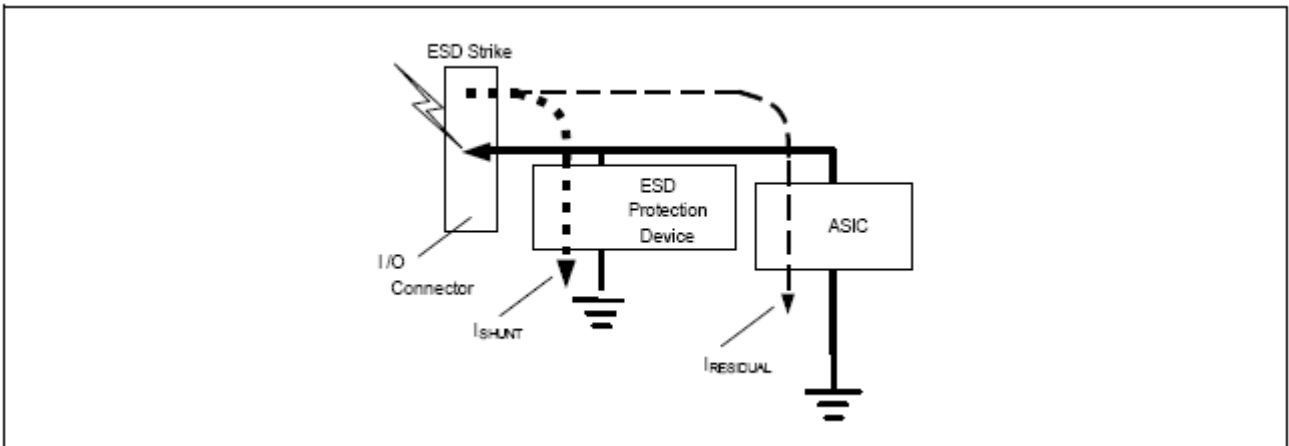 ESD Strike
ESD
Protection
Device
ASIC
I/O
Connector
ISHUNT
IRESIDUAL